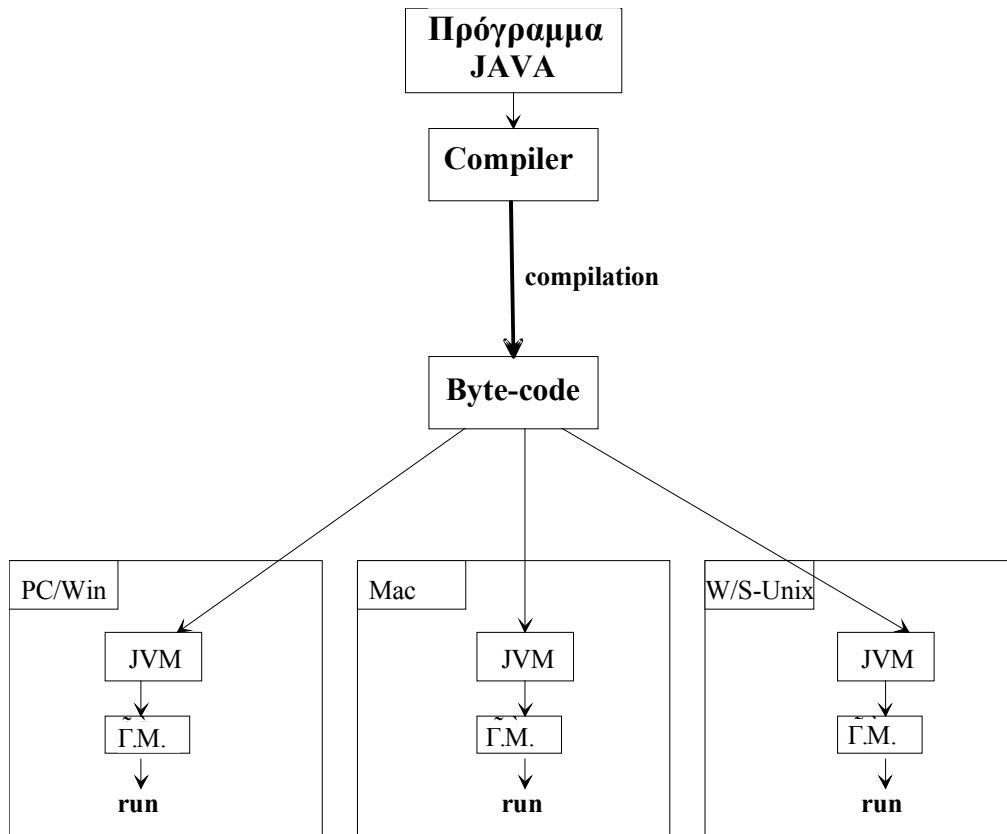 Πρόγραμμα
JAVA
Compiler
compilation
Byte-code
PC/Win
JVM
Γ.Μ.
run
Mac
JVM
Γ.Μ.
run
W/S-Unix
JVM
Γ.Μ.
run